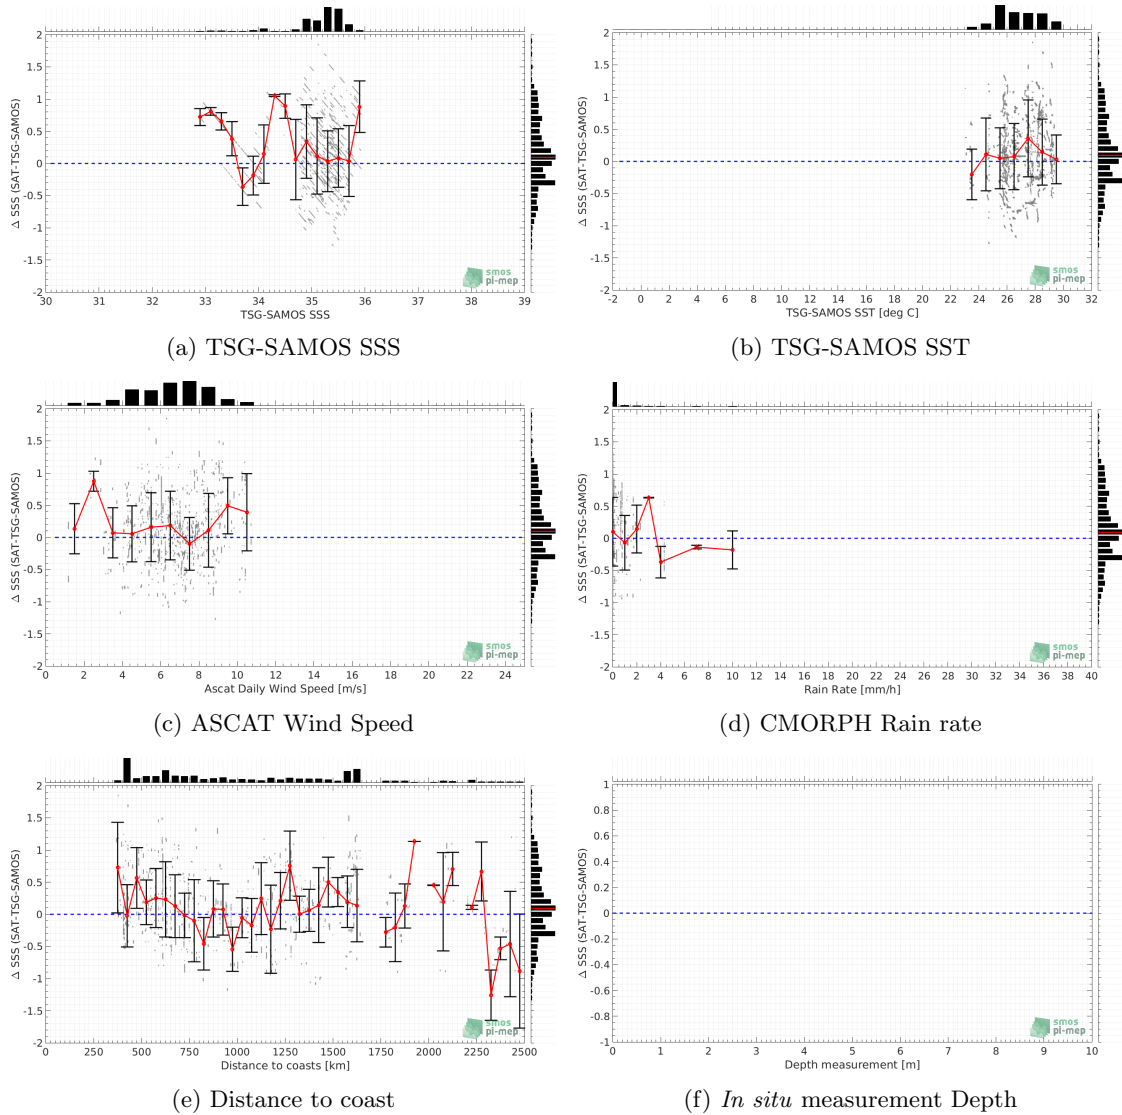 2
1.5
1
0.5
0
-0.5
-1
-1.5
-2
Δ SSS (SAT-TSG-SAMOS)
30 31 32 33 34 35 36 37 38 39
TSG-SAMOS SSS
smos
pi-mep
(a) TSG-SAMOS SSS
2
1.5
1
0.5
0
-0.5
-1
-1.5
-2
Δ SSS (SAT-TSG-SAMOS)
-2 0 2 4 6 8 10 12 14 16 18 20 22 24 26 28 30 32
TSG-SAMOS SST [deg C]
smos
pi-mep
(b) TSG-SAMOS SST
2
1.5
1
0.5
0
-0.5
-1
-1.5
-2
Δ SSS (SAT-TSG-SAMOS)
0 2 4 6 8 10 12 14 16 18 20 22 24
Ascat Daily Wind Speed [m/s]
smos
pi-mep
(c) ASCAT Wind Speed
2
1.5
1
0.5
0
-0.5
-1
-1.5
-2
Δ SSS (SAT-TSG-SAMOS)
0 2 4 6 8 10 12 14 16 18 20 22 24 26 28 30 32 34 36 38 40
Rain Rate [mm/h]
smos
pi-mep
(d) CMORPH Rain rate
2
1.5
1
0.5
0
-0.5
-1
-1.5
-2
Δ SSS (SAT-TSG-SAMOS)
0 250 500 750 1000 1250 1500 1750 2000 2250 2500
Distance to coasts [km]
smos
pi-mep
(e) Distance to coast
1
0.8
0.6
0.4
0.2
0
-0.2
-0.4
-0.6
-0.8
-1
Δ SSS (SAT-TSG-SAMOS)
0 1 2 3 4 5 6 7 8 9 10
Depth measurement [m]
smos
pi-mep
(f) In situ measurement Depth